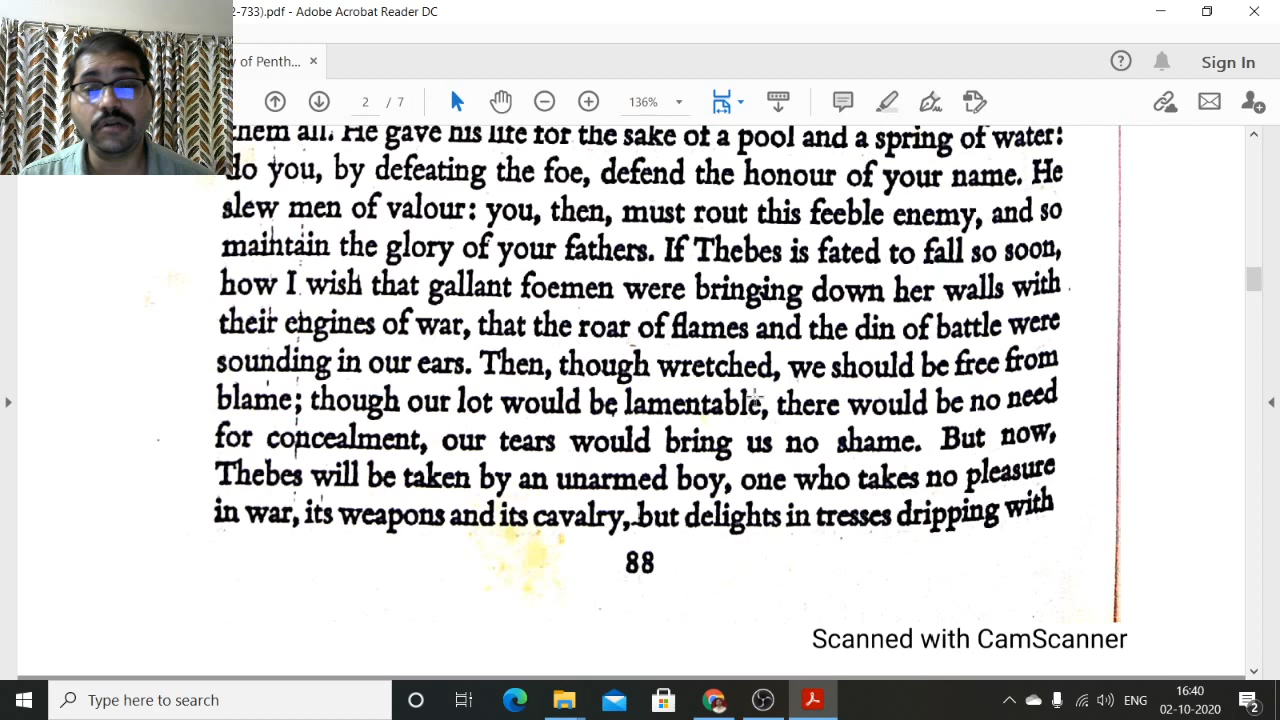 2-733).pdf - Adobe Acrobat Reader DC
y of Penth...
Sign In
2 / 7
136%
them all. He gave his life for the sake of a pool and a spring of water:
do you, by defeating the foe, defend the honour of your name. He
slew men of valour: you, then, must rout this feeble enemy, and so
maintain the glory of your fathers. If Thebes is fated to fall so soon,
how I wish that gallant foemen were bringing down her walls with
their engines of war, that the roar of flames and the din of battle were
sounding in our ears. Then, though wretched, we should be free from
blame; though our lot would be lamentable, there would be no need
for concealment, our tears would bring us no shame. But now,
Thebes will be taken by an unarmed boy, one who takes no pleasure
in war, its weapons and its cavalry, but delights in tresses dripping with
88
Scanned with CamScanner
Type here to search
ENG
16:40
02-10-2020
2